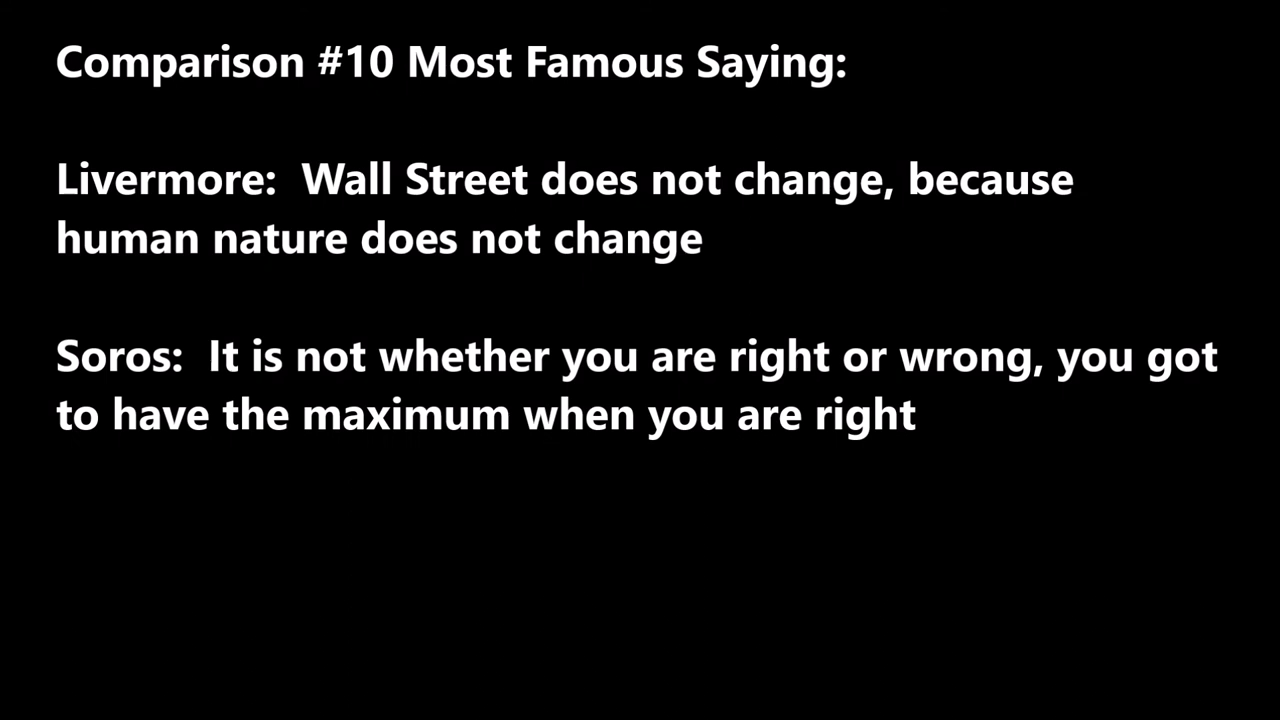 Comparison #10 Most Famous Saying:
Livermore:  Wall Street does not change, because
human nature does not change
Soros:  It is not whether you are right or wrong, you got
to have the maximum when you are right